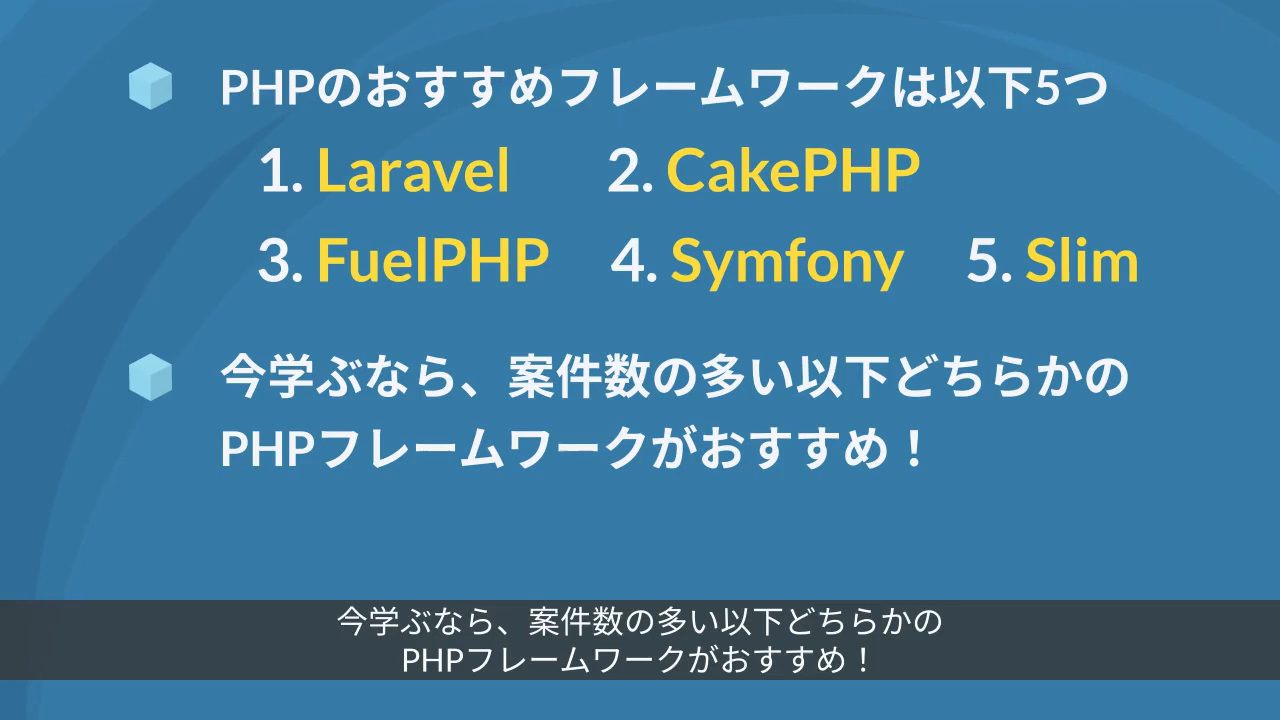 PHPのおすすめフレームワークは以下5つ
1. Laravel 2. CakePHP
3. FuelPHP 4. Symfony 5. Slim
今学ぶなら、案件数の多い以下どちらかの
PHPフレームワークがおすすめ！
今学ぶなら、案件数の多い以下どちらかの
PHPフレームワークがおすすめ！